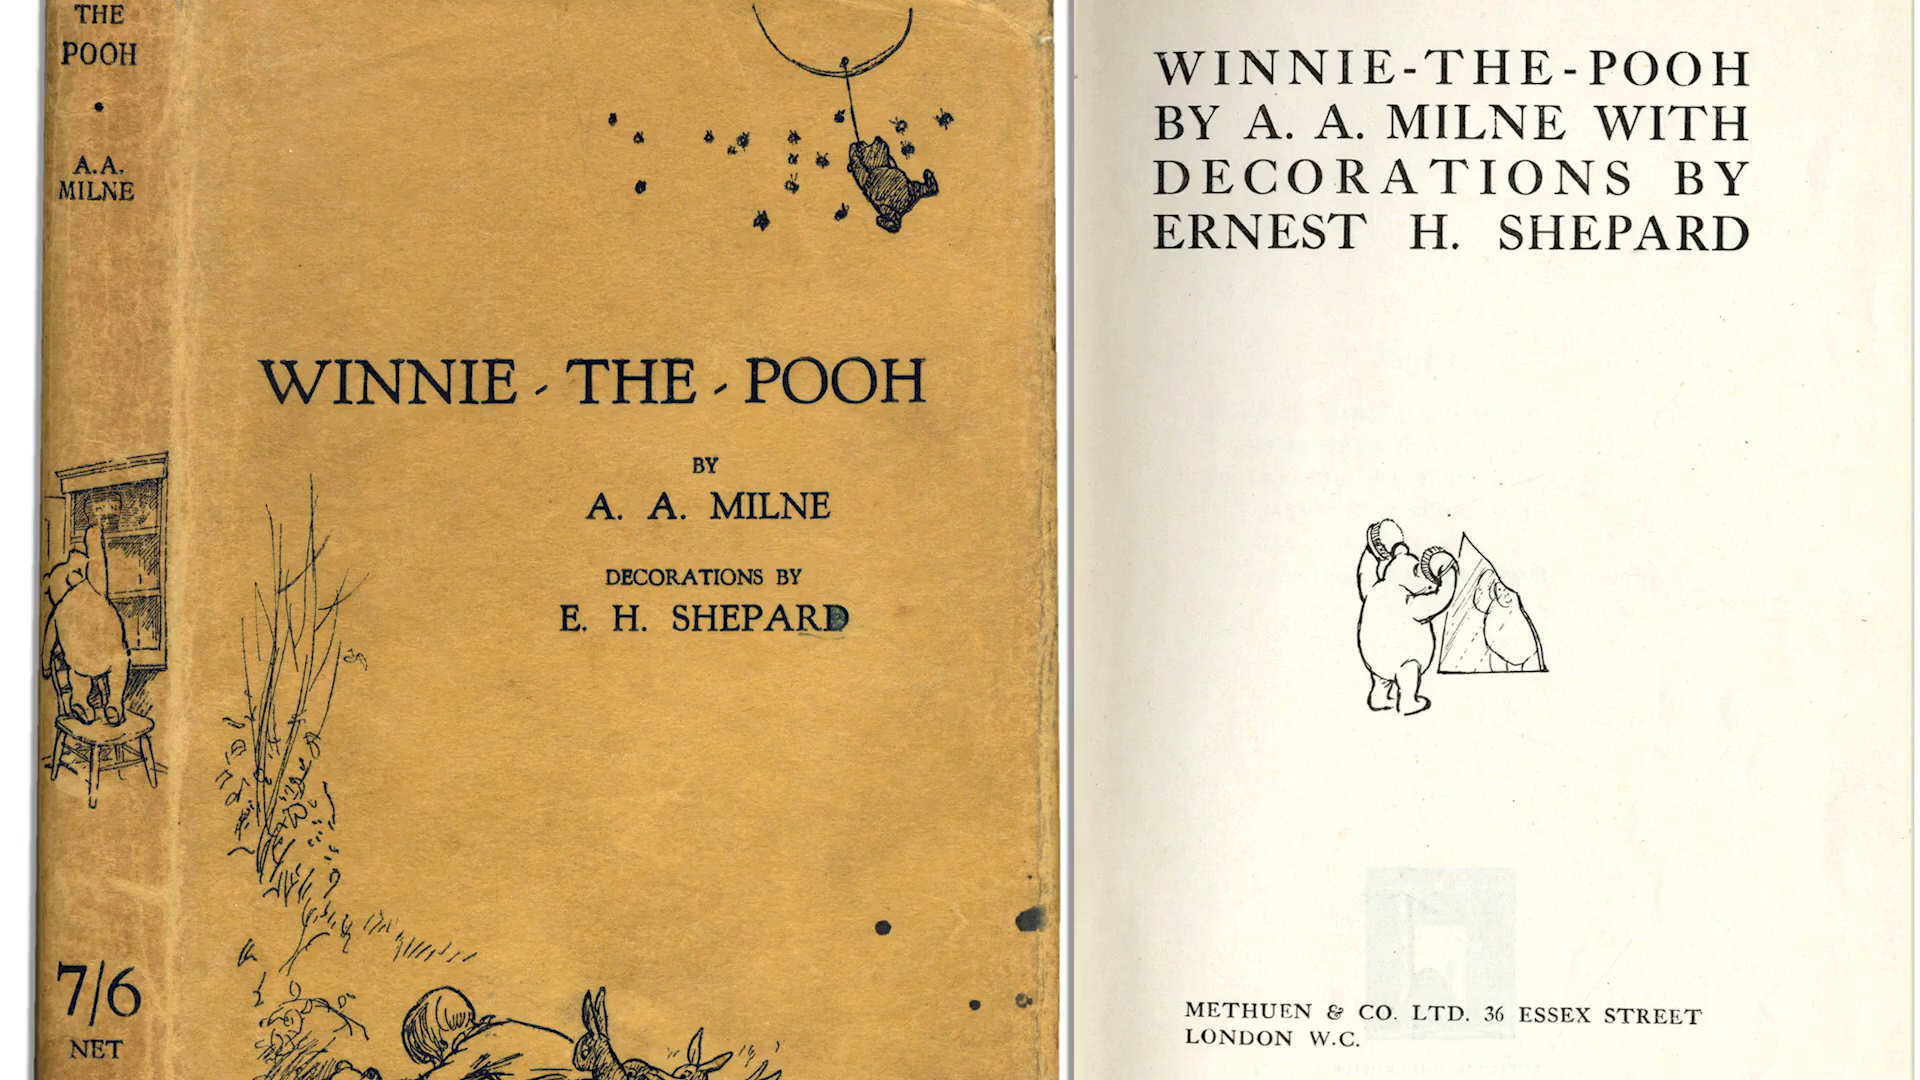 THE
POOH
A.A.
MILNE
7/6
NET
WINNIE-THE-POOH
BY
A. A. MILNE
DECORATIONS BY
E. H. SHEPARD
WINNIE-THE-POOH
BY A. A. MILNE WITH
DECORATIONS BY
ERNEST H. SHEPARD
METHUEN & CO. LTD. 36 ESSEX STREET
LONDON W.C.